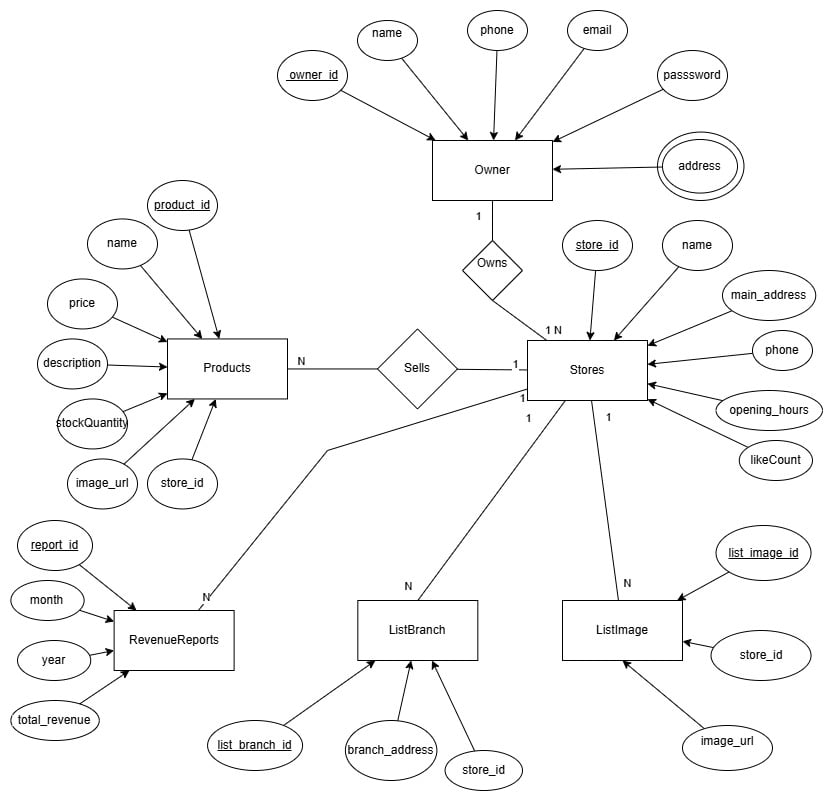 phone
email
name
owner_id
passsword
Owner
address
1
product_id
name
Owns
store_id
name
price
main_address
1 N
phone
description
Products
N
Sells
1
Stores
1
opening_hours
stockQuantity
1
1
likeCount
image_url
store_id
report_id
list_image_id
month
N
N
N
RevenueReports
ListBranch
ListImage
year
store_id
total_revenue
list_branch_id
branch_address
image_url
store_id